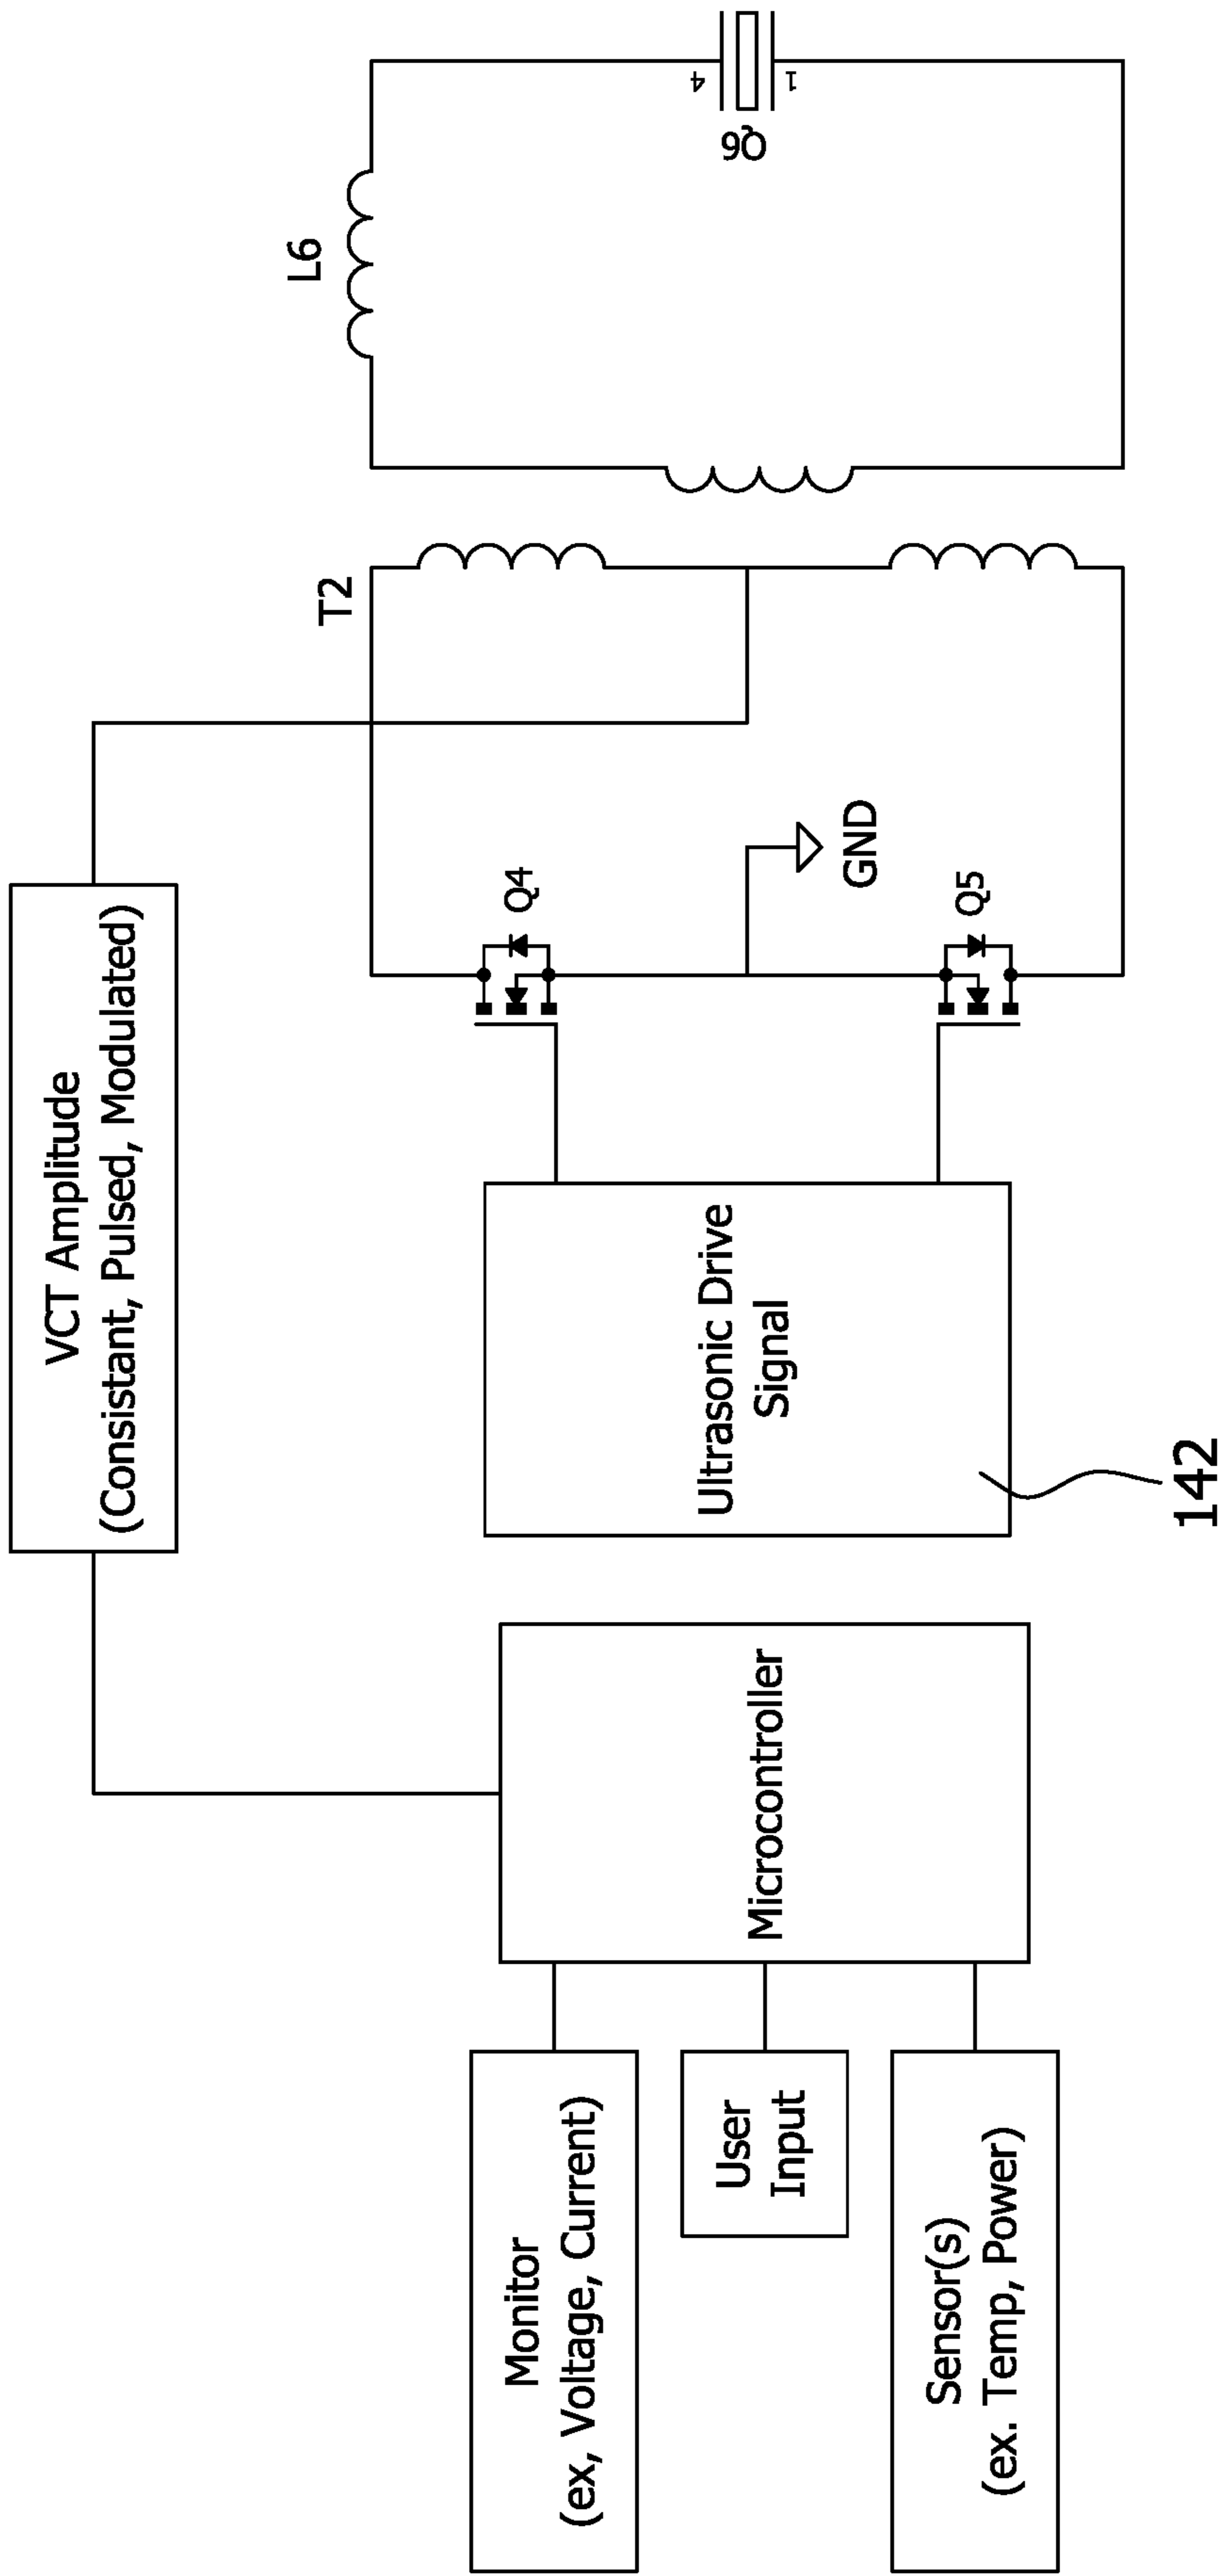 VCT Amplitude
(Consistant, Pulsed, Modulated)
Monitor
(ex, Voltage, Current)
User
Input
Sensor(s)
(ex. Temp, Power)
Microcontroller
Ultrasonic Drive
Signal
142
Q4
Q5
GND
T2
L6
Q6
4
1